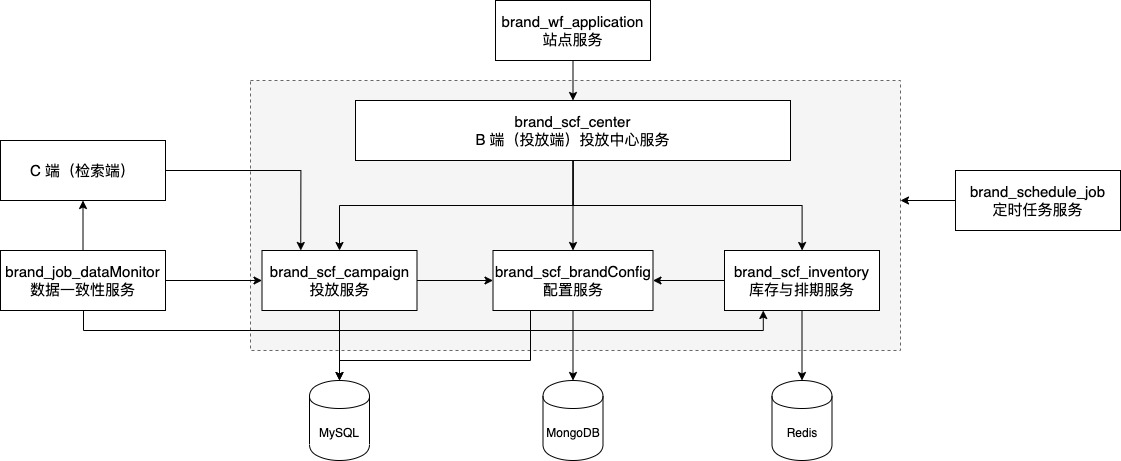 brand_wf_application
站点服务
brand_scf_center
B 端（投放端）投放中心服务
C 端（检索端）
brand_schedule_job
定时任务服务
brand_job_dataMonitor
数据一致性服务
brand_scf_campaign
投放服务
brand_scf_brandConfig
配置服务
brand_scf_inventory
库存与排期服务
MySQL
MongoDB
Redis